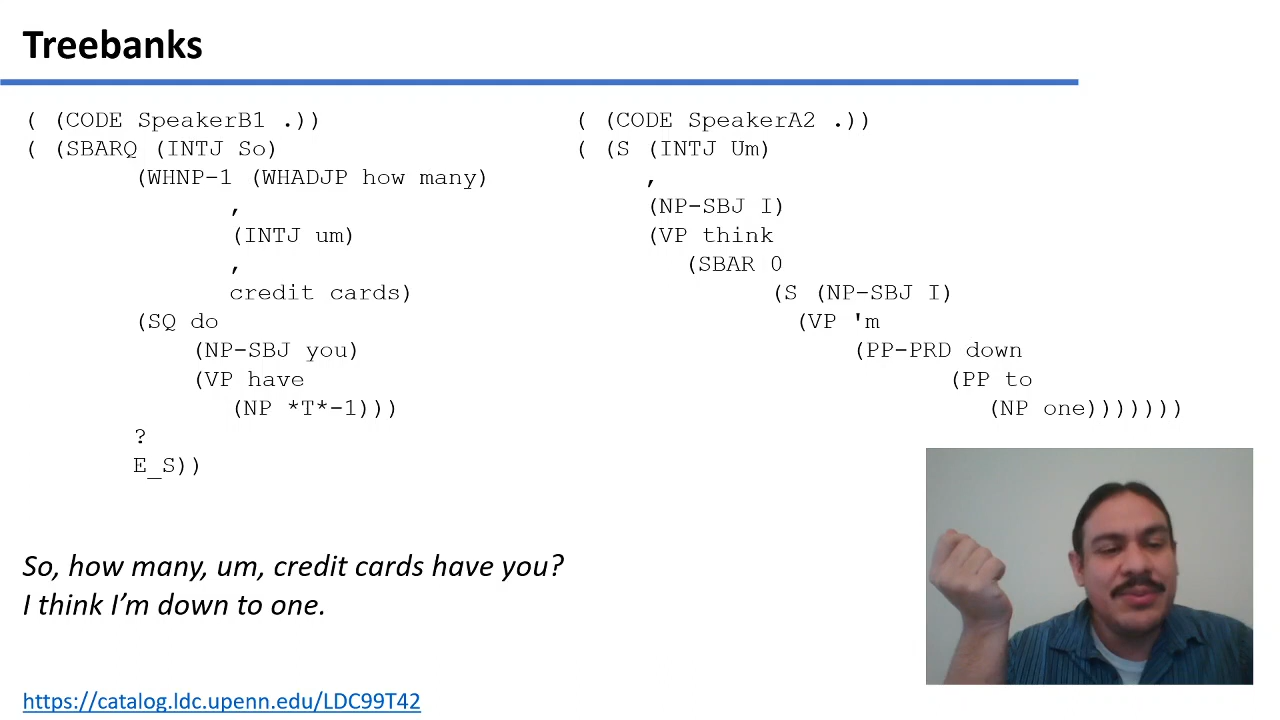 Treebanks
( (CODE SpeakerB1 .))
( (SBARQ (INTJ So)
(WHNP-1 (WHADJP how many)
,
(INTJ um)
,
credit cards)
(SQ do
(NP-SBJ you)
(VP have
(NP *T*-1)))
?
E_S))
( (CODE SpeakerA2 .))
( (S (INTJ Um)
,
(NP-SBJ I)
(VP think
(SBAR 0
(S (NP-SBJ I)
(VP 'm
(PP-PRD down
(PP to
(NP one)))))))
So, how many, um, credit cards have you?
I think I’m down to one.
https://catalog.ldc.upenn.edu/LDC99T42